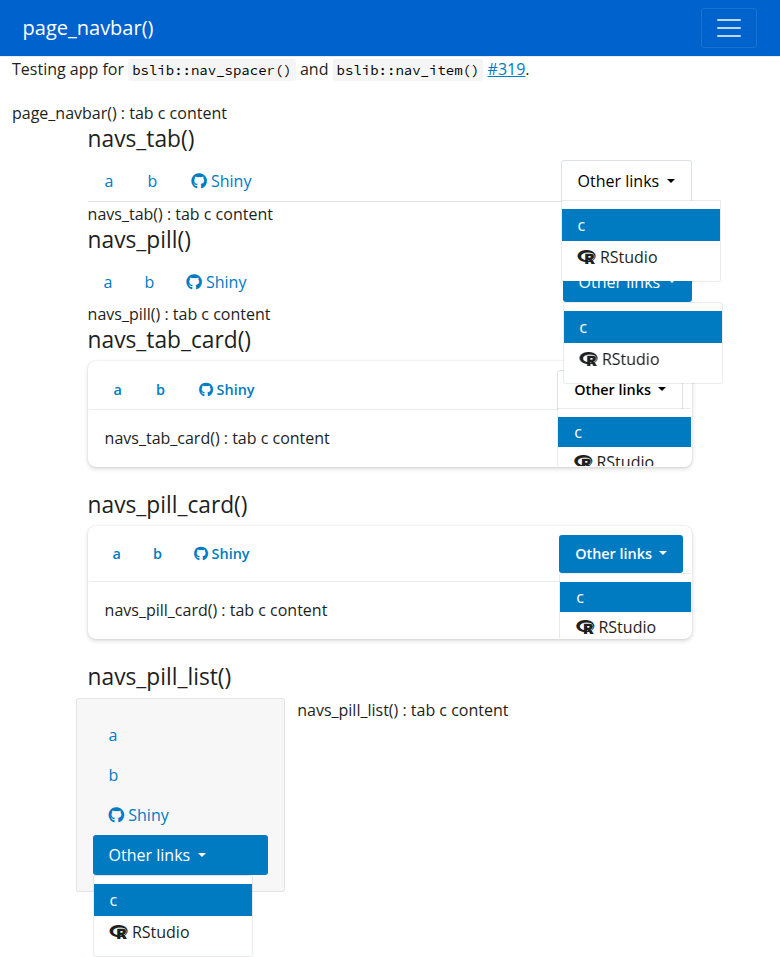 page_navbar()
Testing app for bslib::nav_spacer() and bslib::nav_item() #319.
page_navbar() : tab c content
navs_tab()
a b Shiny Other links
navs_tab() : tab c content
c
navs_pill()
RStudio
a b Shiny Other links
navs_pill() : tab c content
c
navs_tab_card()
RStudio
a b Shiny Other links
navs_tab_card() : tab c content
c
RStudio
navs_pill_card()
a b Shiny Other links
c
navs_pill_card() : tab c content
RStudio
navs_pill_list()
navs_pill_list() : tab c content
a
b
Shiny
Other links
c
RStudio